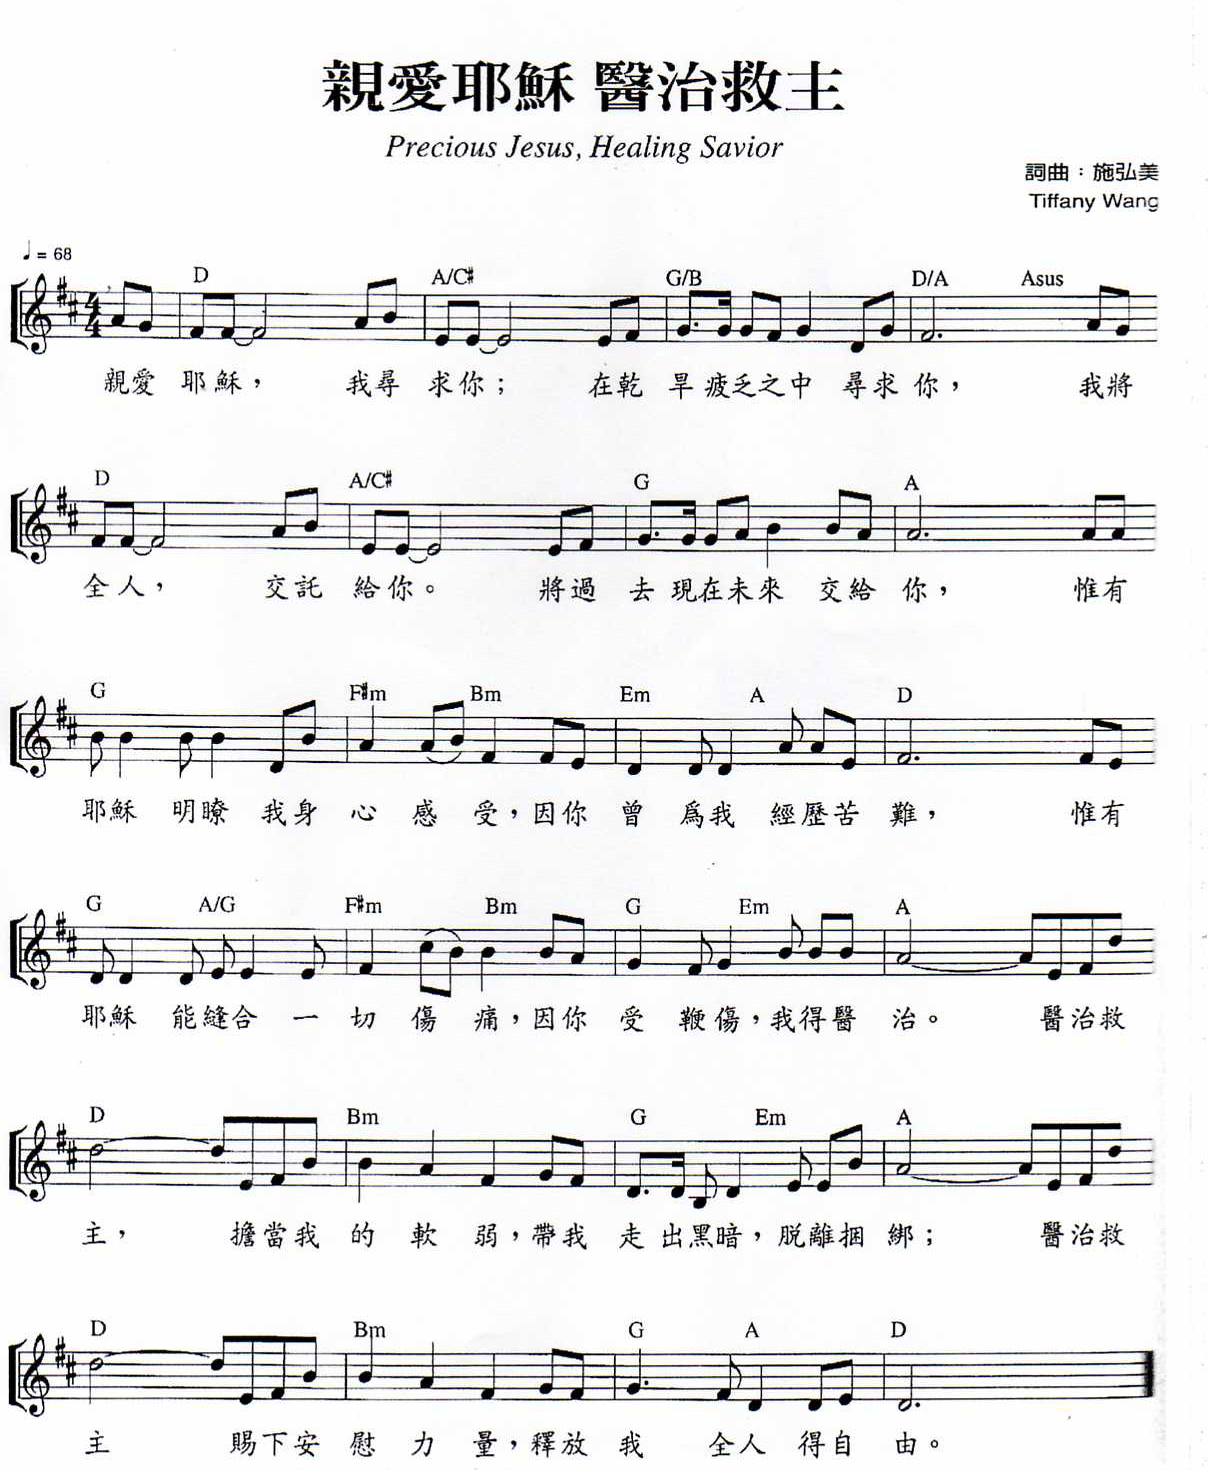 親愛耶穌 醫治救主
Precious Jesus, Healing Savior
詞曲：施弘美
Tiffany Wang
♩= 68
D A/C# G/B D/A Asus
親愛 耶穌， 我尋 求你； 在乾 旱疲乏之中 尋求你， 我將
D A/C# G A
全人， 交託 給你。 將過 去現在未來 交給 你， 惟有
G F#m Bm Em A D
耶穌 明瞭 我身 心 感 受，因你 曾 為我 經歷苦 難， 惟有
G A/G F#m Bm G Em A
耶穌 能縫合 一 切 傷 痛，因你 受 鞭傷，我得醫 治。 醫治救
D Bm G Em A
主， 擔當我 的 軟 弱，帶我 走 出黑暗，脫離捆 綁； 醫治救
D Bm G A D
主 賜下安 慰 力 量，釋放 我 全人 得自 由。